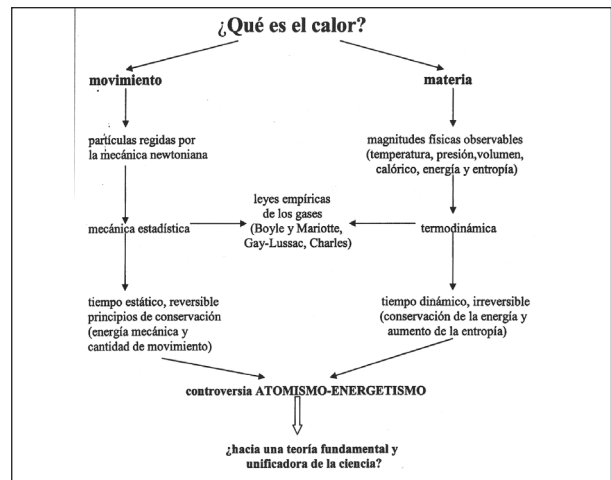 ¿Qué es el calor?
movimiento
materia
partículas regidas por
la mecánica newtoniana
magnitudes físicas observables
(temperatura, presión,volumen,
calórico, energía y entropía)
leyes empíricas
de los gases
(Boyle y Mariotte,
Gay-Lussac, Charles)
mecánica estadística
termodinámica
tiempo estático, reversible
principios de conservación
(energía mecánica y
cantidad de movimiento)
tiempo dinámico, irreversible
(conservación de la energía y
aumento de la entropía)
controversia ATOMISMO-ENERGETISMO
¿hacia una teoría fundamental y
unificadora de la ciencia?